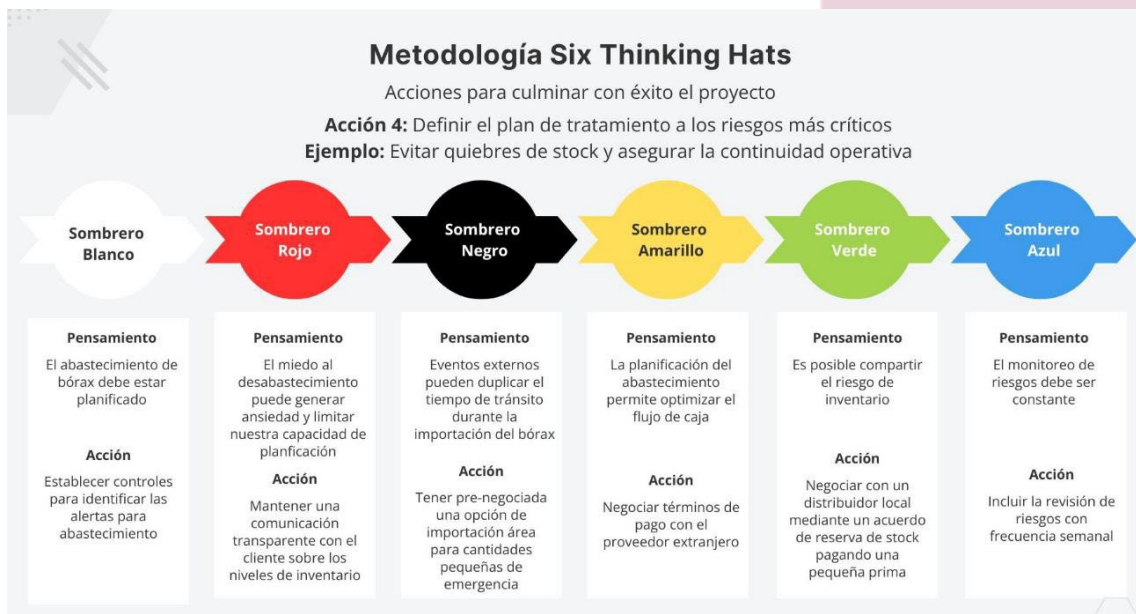 Metodología Six Thinking Hats
Acciones para culminar con éxito el proyecto
Acción 4: Definir el plan de tratamiento a los riesgos más críticos
Ejemplo: Evitar quiebres de stock y asegurar la continuidad operativa
Sombrero
Blanco
Sombrero
Rojo
Sombrero
Negro
Sombrero
Amarillo
Sombrero
Verde
Sombrero
Azul
Pensamiento
El abastecimiento de
bórax debe estar
planificado
Acción
Establecer controles
para identificar las
alertas para
abastecimiento
Pensamiento
El miedo al
desabastecimiento
puede generar
ansiedad y limitar
nuestra capacidad de
planficación
Acción
Mantener una
comunicación
transparente con el
cliente sobre los
niveles de inventario
Pensamiento
Eventos externos
pueden duplicar el
tiempo de tránsito
durante la
importación del bórax
Acción
Tener pre-negociada
una opción de
importación área
para cantidades
pequeñas de
emergencia
Pensamiento
La planificación del
abastecimiento
permite optimizar el
flujo de caja
Acción
Negociar términos de
pago con el
proveedor extranjero
Pensamiento
Es posible compartir
el riesgo de
inventario
Acción
Negociar con un
distribuidor local
mediante un acuerdo
de reserva de stock
pagando una
pequeña prima
Pensamiento
El monitoreo de
riesgos debe ser
constante
Acción
Incluir la revisión de
riesgos con
frecuencia semanal